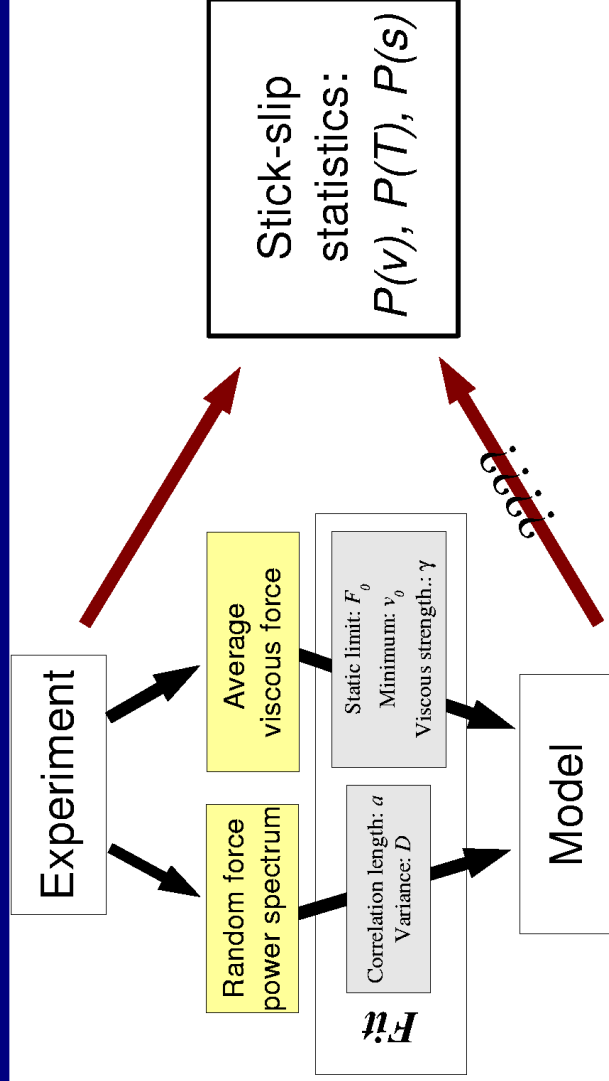 Experiment
Random force
power spectrum
Average
viscous force
Fit
Correlation length: a
Variance: D
Static limit: F₀
Minimum: v₀
Viscous strength.: γ
Model
????
Stick-slip
statistics:
P(v), P(T), P(s)